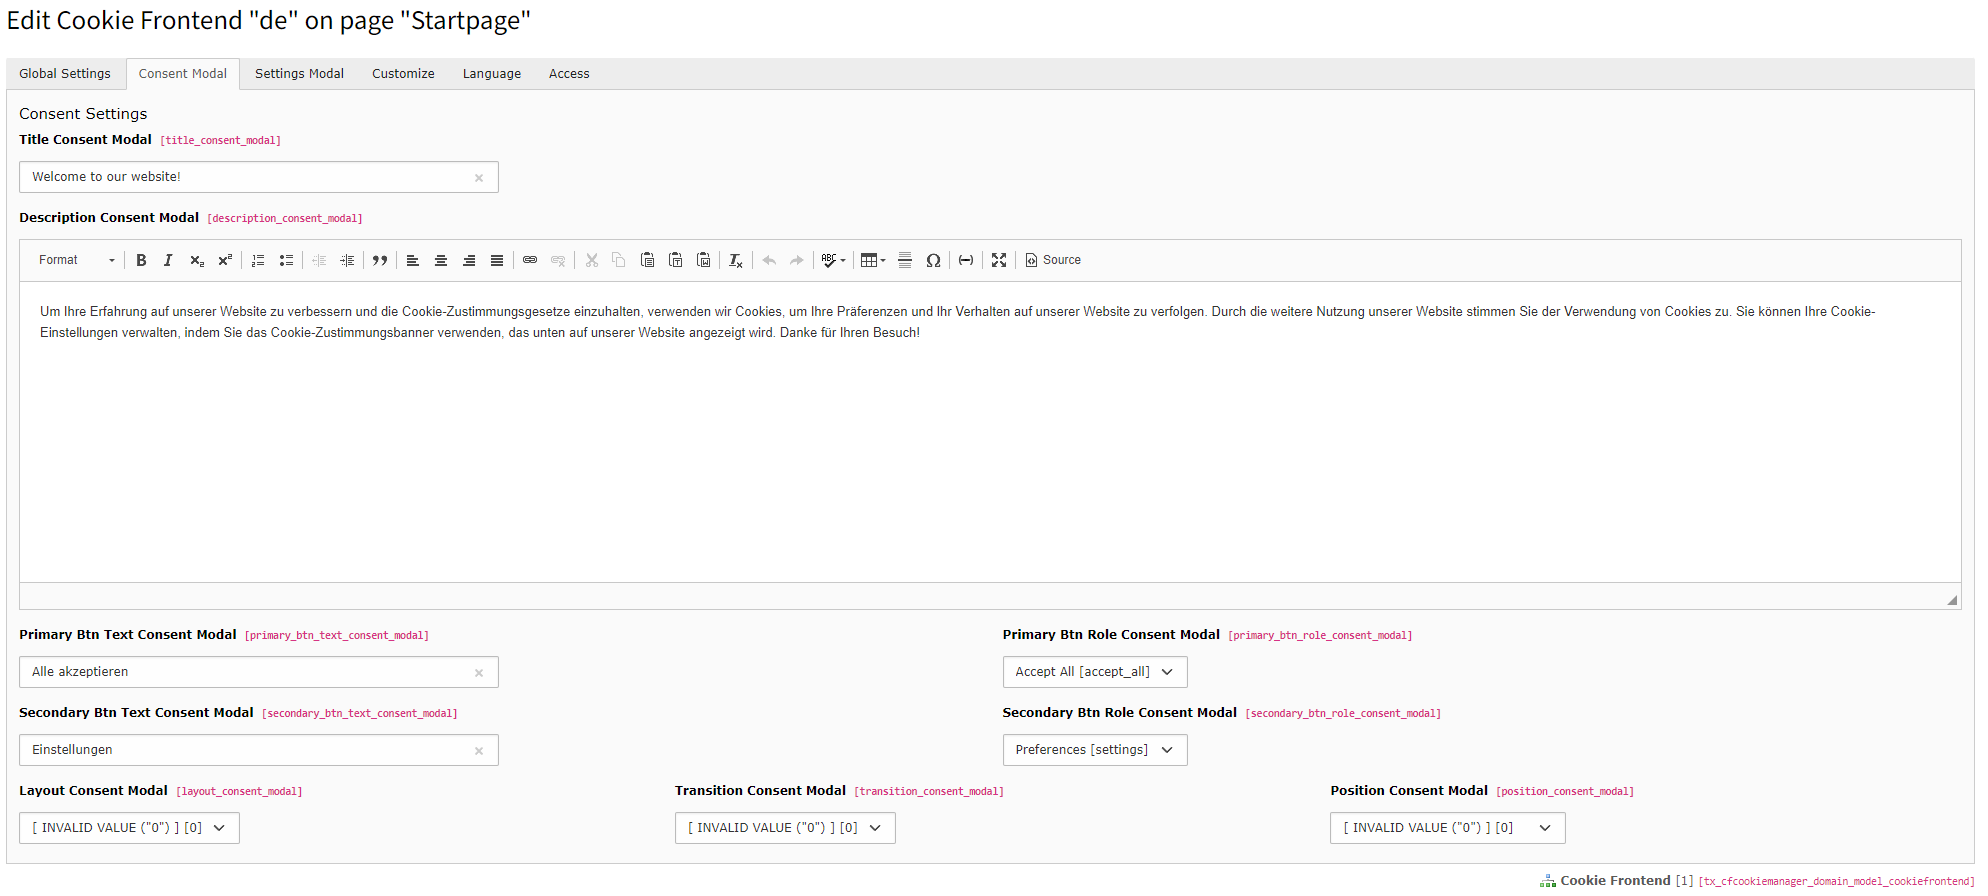 Edit Cookie Frontend "de" on page "Startpage"
Global Settings Consent Modal Settings Modal Customize Language Access
Consent Settings
Title Consent Modal [title_consent_modal]
Welcome to our website!
Description Consent Modal [description_consent_modal]
Format Source
Um Ihre Erfahrung auf unserer Website zu verbessern und die Cookie-Zustimmungsgesetze einzuhalten, verwenden wir Cookies, um Ihre Präferenzen und Ihr Verhalten auf unserer Website zu verfolgen. Durch die weitere Nutzung unserer Website stimmen Sie der Verwendung von Cookies zu. Sie können Ihre Cookie-
Einstellungen verwalten, indem Sie das Cookie-Zustimmungsbanner verwenden, das unten auf unserer Website angezeigt wird. Danke für Ihren Besuch!
Primary Btn Text Consent Modal [primary_btn_text_consent_modal] Primary Btn Role Consent Modal [primary_btn_role_consent_modal]
Alle akzeptieren Accept All [accept_all]
Secondary Btn Text Consent Modal [secondary_btn_text_consent_modal] Secondary Btn Role Consent Modal [secondary_btn_role_consent_modal]
Einstellungen Preferences [settings]
Layout Consent Modal [layout_consent_modal] Transition Consent Modal [transition_consent_modal] Position Consent Modal [position_consent_modal]
[ INVALID VALUE ("0") ] [0] [ INVALID VALUE ("0") ] [0] [ INVALID VALUE ("0") ] [0]
Cookie Frontend [1] [tx_cfcookiemanager_domain_model_cookiefrontend]